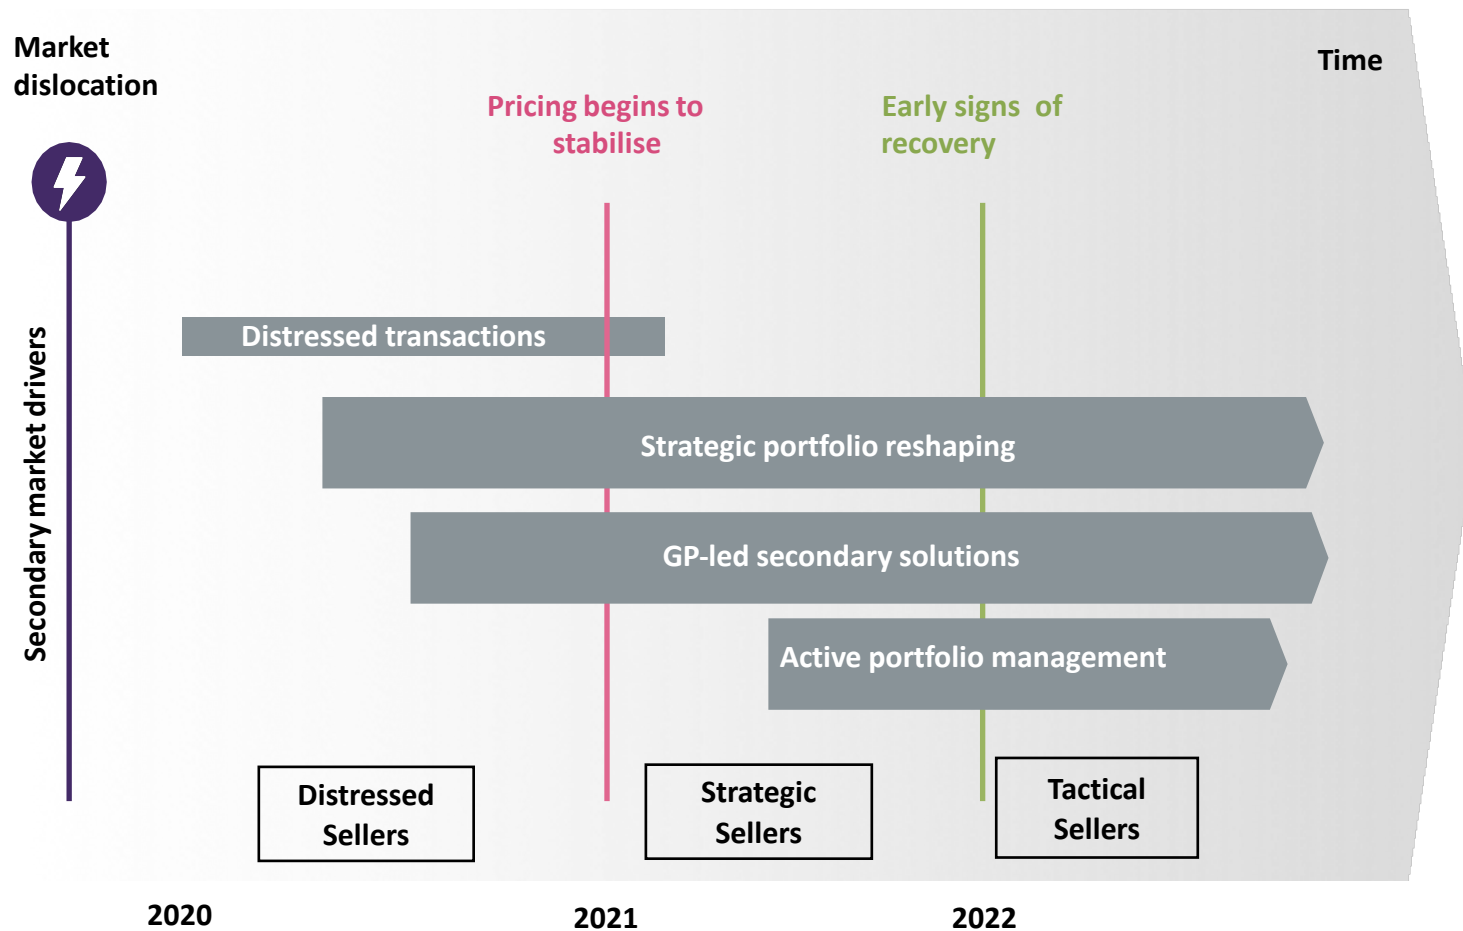 Market
dislocation
Time
Pricing begins to
stabilise
Early signs of
recovery
Secondary market drivers
Distressed transactions
Strategic portfolio reshaping
GP-led secondary solutions
Active portfolio management
Distressed
Sellers
Strategic
Sellers
Tactical
Sellers
2020
2021
2022